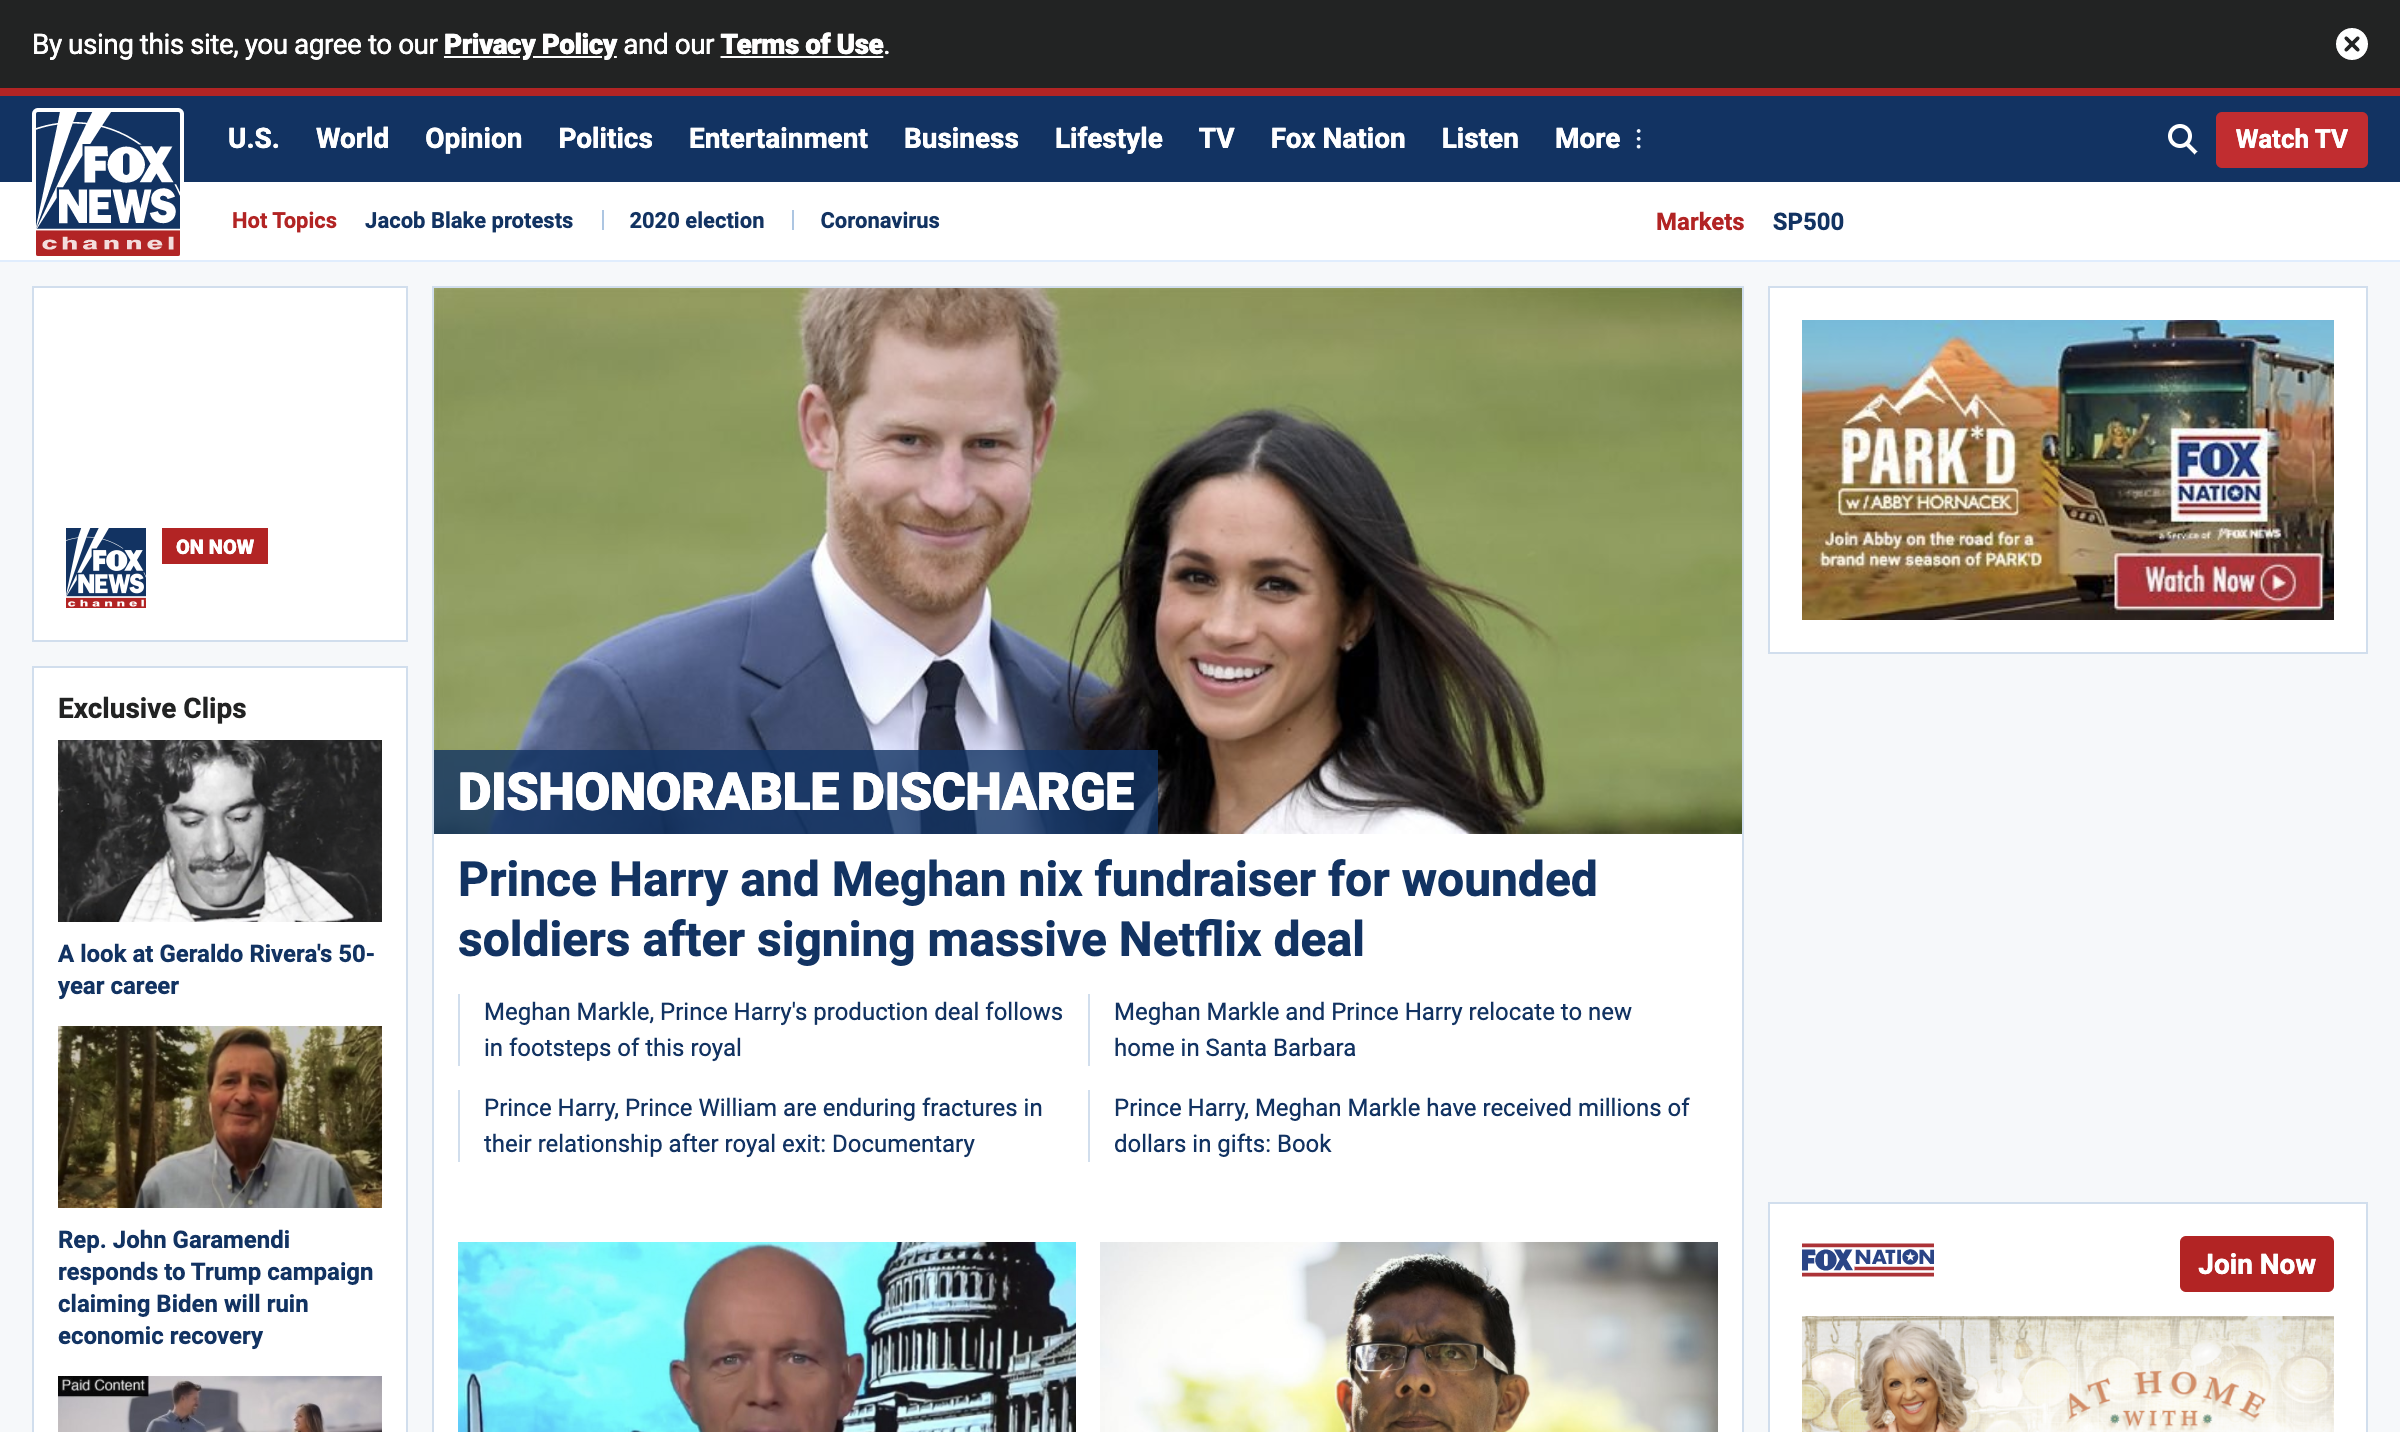 By using this site, you agree to our Privacy Policy and our Terms of Use.
FOX
NEWS
channel
U.S. World Opinion Politics Entertainment Business Lifestyle TV Fox Nation Listen More
Watch TV
Hot Topics Jacob Blake protests 2020 election Coronavirus
Markets SP500
FOX
NEWS
channel
ON NOW
Exclusive Clips
A look at Geraldo Rivera's 50-
year career
Rep. John Garamendi
responds to Trump campaign
claiming Biden will ruin
economic recovery
Paid Content
DISHONORABLE DISCHARGE
Prince Harry and Meghan nix fundraiser for wounded
soldiers after signing massive Netflix deal
Meghan Markle, Prince Harry's production deal follows
in footsteps of this royal
Meghan Markle and Prince Harry relocate to new
home in Santa Barbara
Prince Harry, Prince William are enduring fractures in
their relationship after royal exit: Documentary
Prince Harry, Meghan Markle have received millions of
dollars in gifts: Book
PARK*D
w/ABBY HORNACEK
Join Abby on the road for a
brand new season of PARK'D
FOX
NATION
a Service of FOX NEWS
Watch Now
FOX NATION
Join Now
AT HOME
WITH